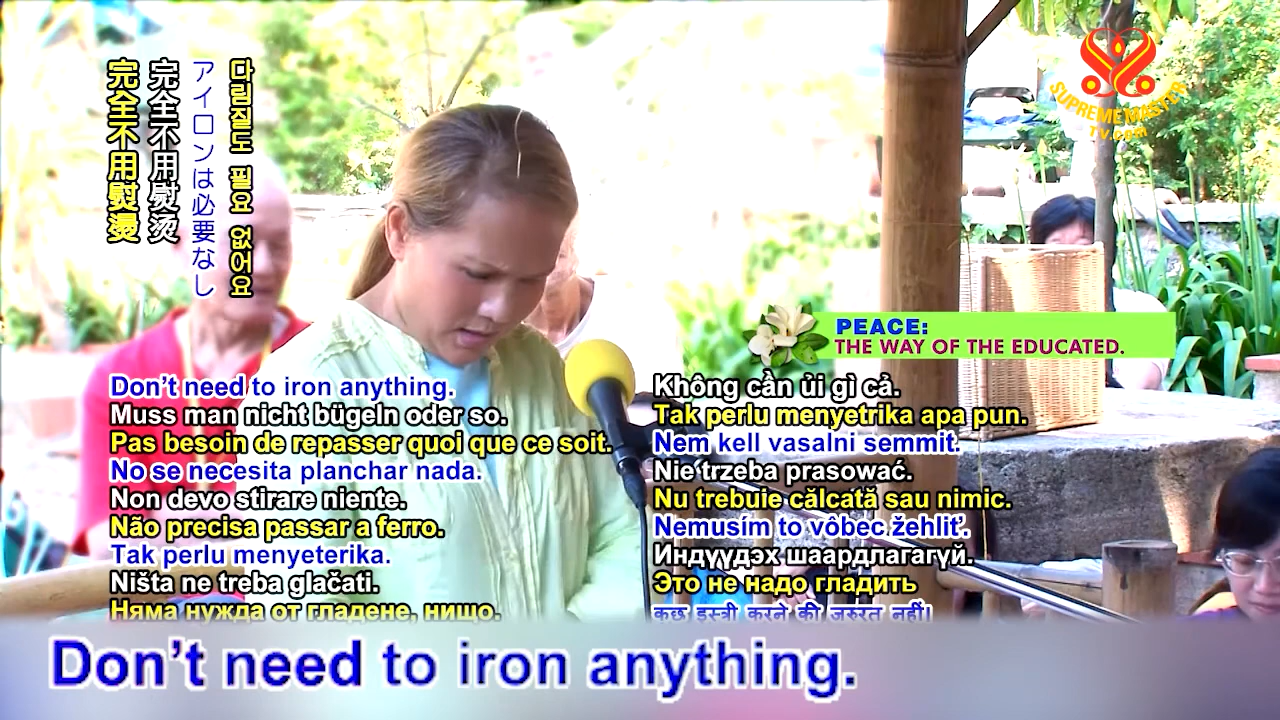 完全不用熨燙
完全不用熨烫
アイロンは必要なし
다림질도 필요 없어요
SUPREMEMASTER
TV.com
PEACE:
THE WAY OF THE EDUCATED.
Don't need to iron anything.
Muss man nicht bügeln oder so.
Pas besoin de repasser quoi que ce soit.
No se necesita planchar nada.
Non devo stirare niente.
Não precisa passar a ferro.
Tak perlu menyeterika.
Ništa ne treba glačati.
Няма нужда от гладене, нищо.
Không cần ủi gì cả.
Tak perlu menyetrika apa pun.
Nem kell vasalni semmit.
Nie trzeba prasować.
Nu trebuie călcată sau nimic.
Nemusím to vôbec žehliť.
Индүүдэх шаардлагагүй.
Это не надо гладить
कुछ इस्त्री करने की जरुरत नहीं।
Don't need to iron anything.